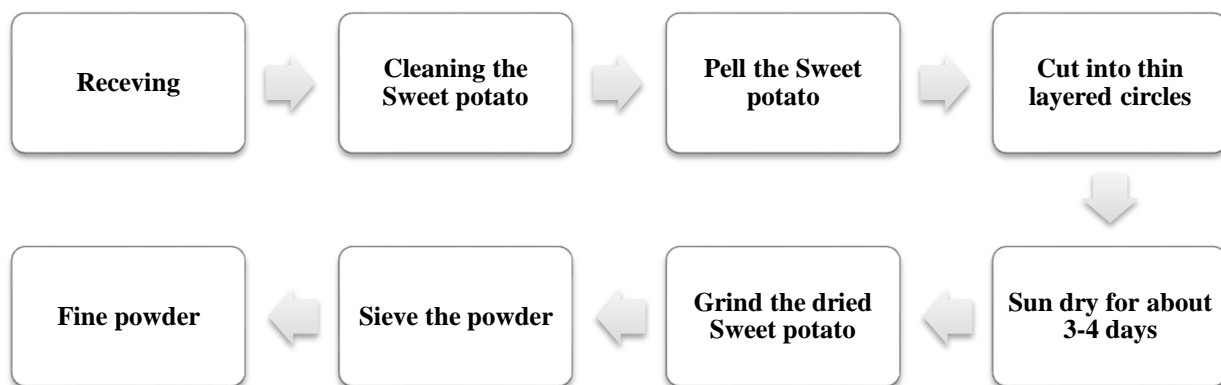 Receving
Cleaning the
Sweet potato
Pell the Sweet
potato
Cut into thin
layered circles
Sun dry for about
3-4 days
Grind the dried
Sweet potato
Sieve the powder
Fine powder